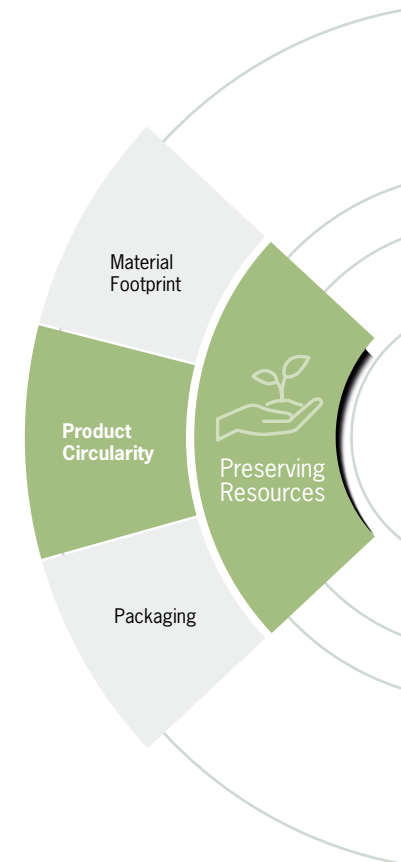 Material
Footprint
Product
Circularity
Preserving
Resources
Packaging